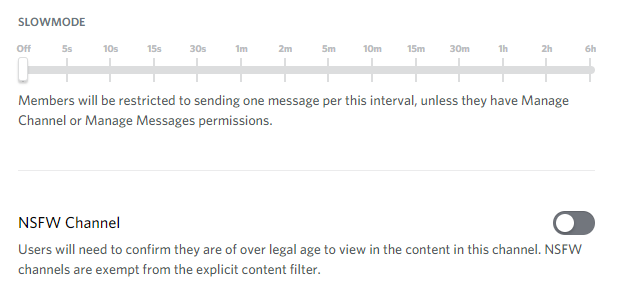 SLOWMODE
Off 5s 10s 15s 30s 1m 2m 5m 10m 15m 30m 1h 2h 6h
Members will be restricted to sending one message per this interval, unless they have Manage
Channel or Manage Messages permissions.
NSFW Channel
Users will need to confirm they are of over legal age to view in the content in this channel. NSFW
channels are exempt from the explicit content filter.